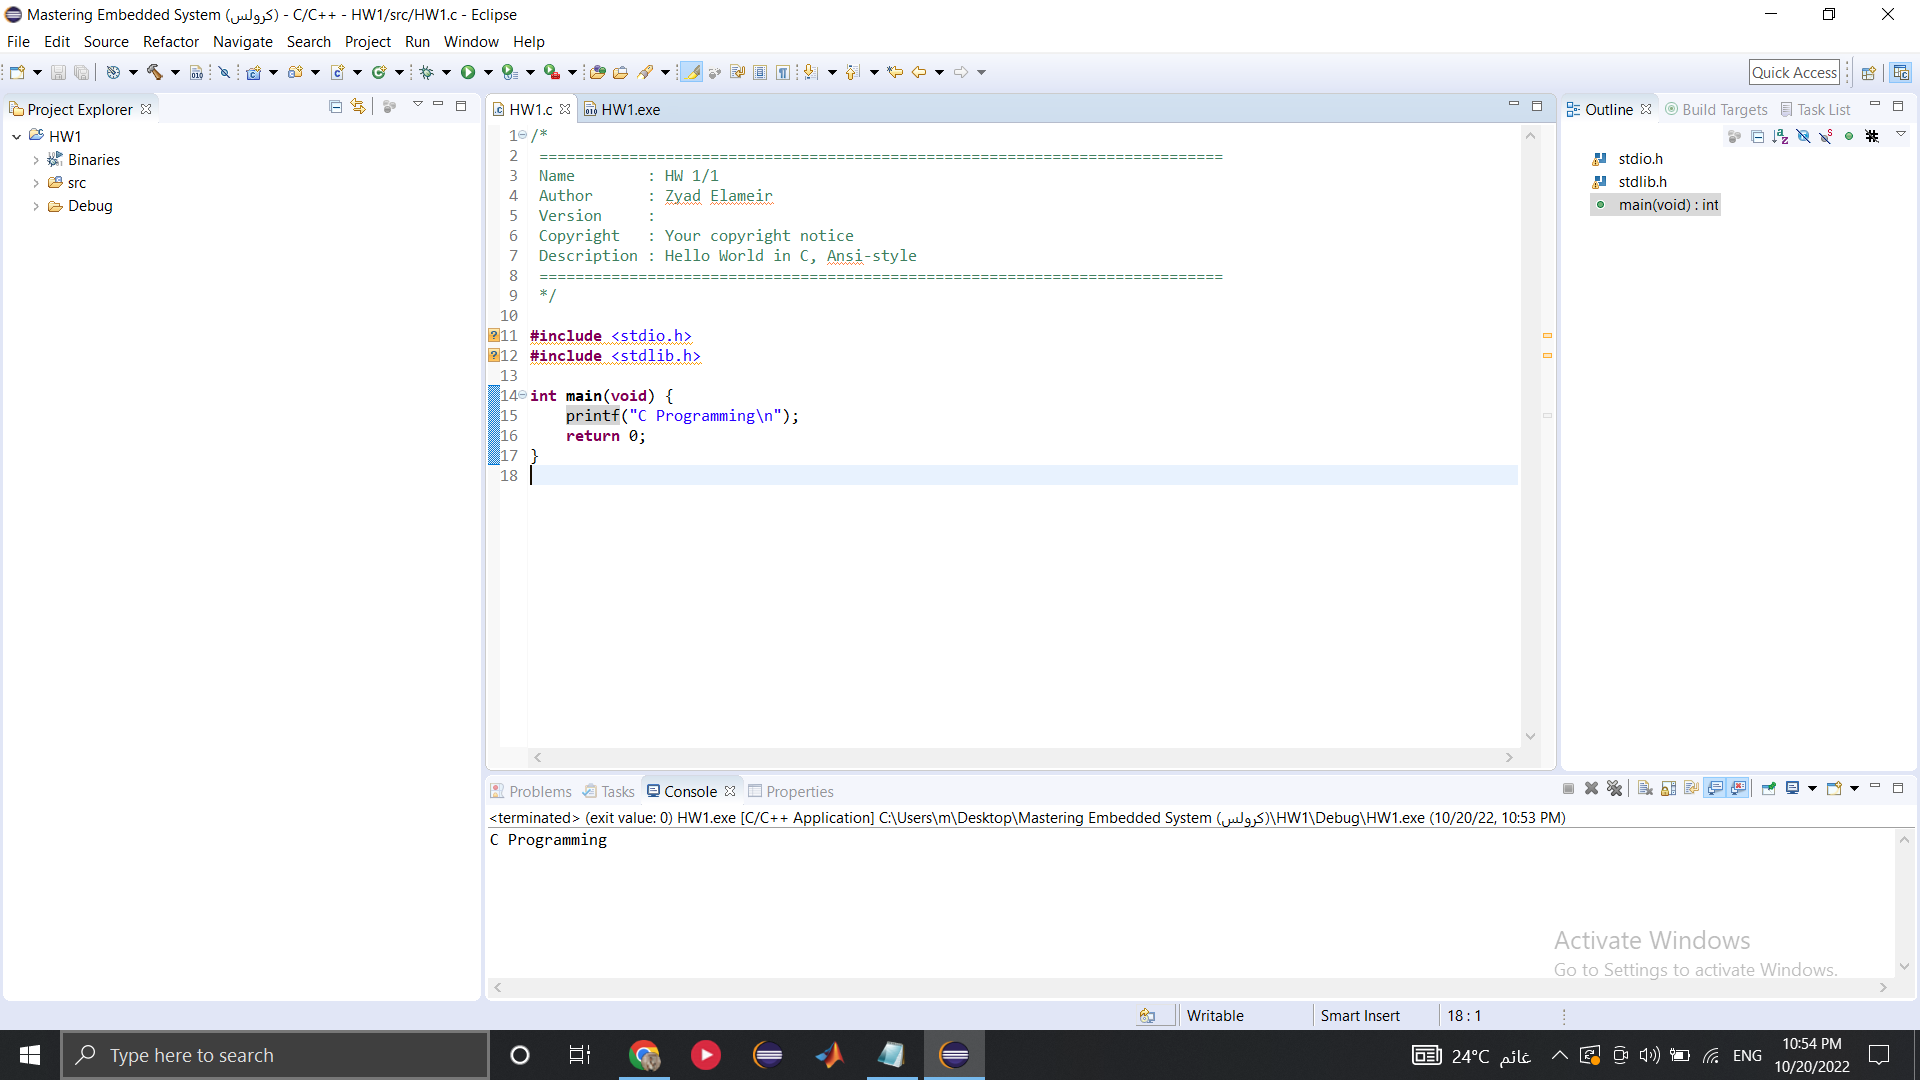 Mastering Embedded System (كرولس) - C/C++ - HW1/src/HW1.c - Eclipse
File Edit Source Refactor Navigate Search Project Run Window Help
Quick Access
Project Explorer
HW1
Binaries
src
Debug
HW1.c HW1.exe
1 /*
2 ============================================================================
3 Name : HW 1/1
4 Author : Zyad Elameir
5 Version :
6 Copyright : Your copyright notice
7 Description : Hello World in C, Ansi-style
8 ============================================================================
9 */
10
11 #include <stdio.h>
12 #include <stdlib.h>
13
14 int main(void) {
15 printf("C Programming\n");
16 return 0;
17 }
18
Outline Build Targets Task List
stdio.h
stdlib.h
main(void) : int
Problems Tasks Console Properties
<terminated> (exit value: 0) HW1.exe [C/C++ Application] C:\Users\m\Desktop\Mastering Embedded System (كرولس)\HW1\Debug\HW1.exe (10/20/22, 10:53 PM)
C Programming
Activate Windows
Go to Settings to activate Windows.
Writable Smart Insert 18 : 1
Type here to search
24°C غائم
ENG
10:54 PM
10/20/2022